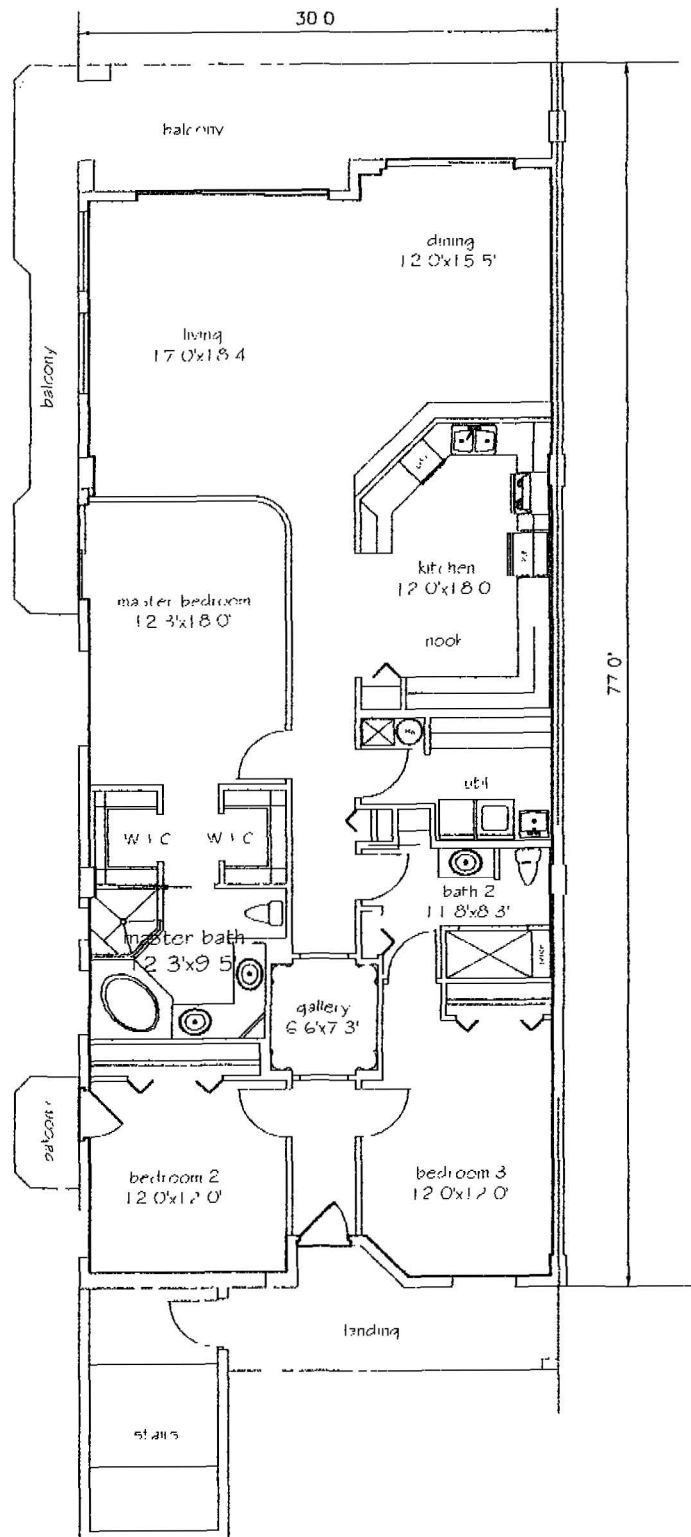 30 0
balcony
dining
12 0'x15 5'
living
17 0'x18 4
balcony
kitchen
12 0'x18 0
master bedroom
12 3'x18 0'
nook
77 0'
util
W I C
W I C
bath 2
11 8'x8 3'
master bath
12 3'x9 5'
gallery
6 6'x7 3'
balcony
bedroom 2
12 0'x12 0'
bedroom 3
12 0'x12 0'
landing
stairs